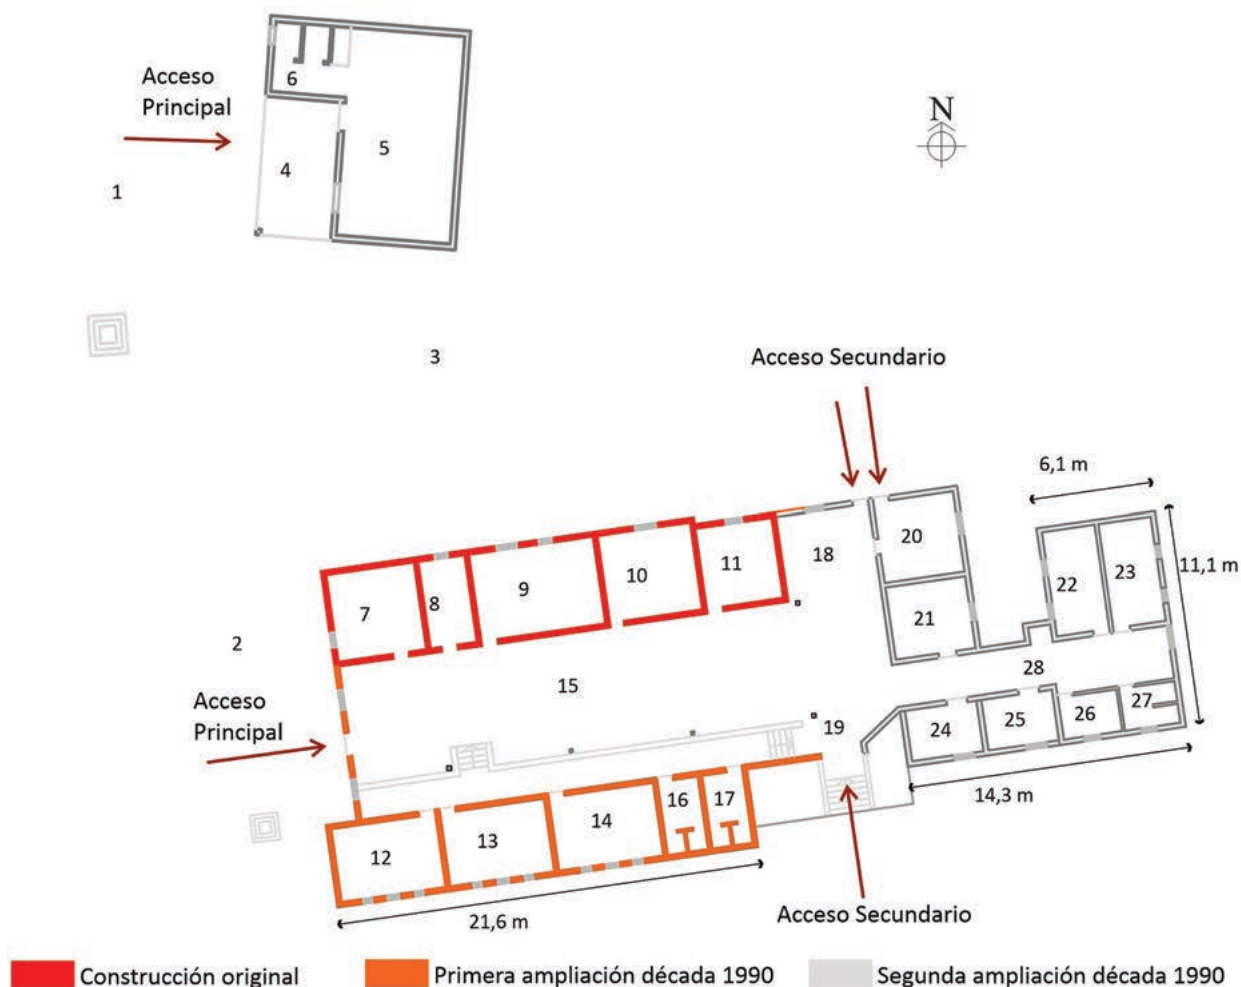 Acceso
Principal
1
6
4
5
N
3
Acceso Secundario
6,1 m
11,1 m
2
Acceso
Principal
7
8
9
10
11
18
20
21
22
23
15
28
19
24
25
26
27
14,3 m
12
13
14
16
17
21,6 m
Acceso Secundario
Construcción original
Primera ampliación década 1990
Segunda ampliación década 1990